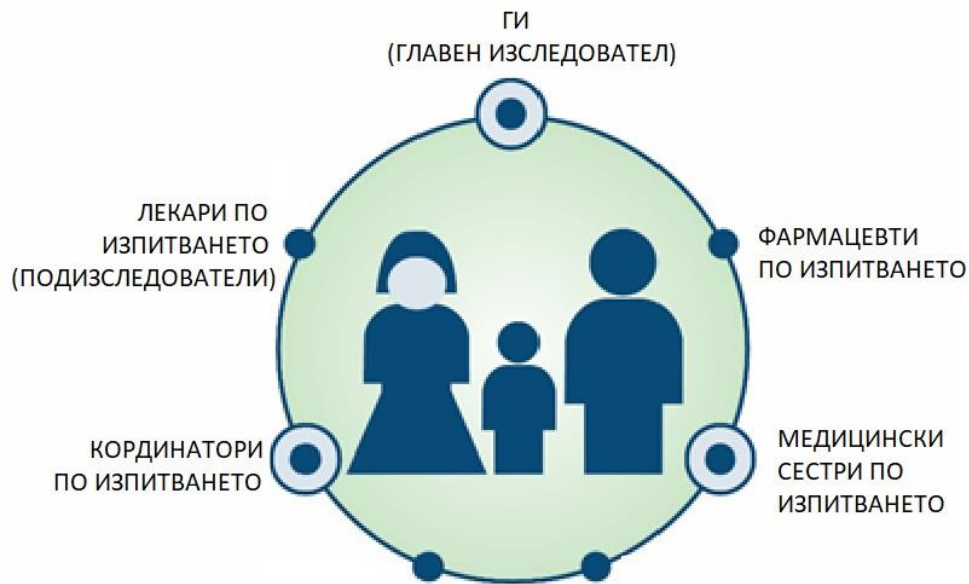 ГИ
(ГЛАВЕН ИЗСЛЕДОВАТЕЛ)
ЛЕКАРИ ПО
ИЗПИТВАНЕТО
(ПОДИЗСЛЕДОВАТЕЛИ)
ФАРМАЦЕВТИ
ПО ИЗПИТВАНЕТО
КОРДИНАТОРИ
ПО ИЗПИТВАНЕТО
МЕДИЦИНСКИ
СЕСТРИ ПО
ИЗПИТВАНЕТО